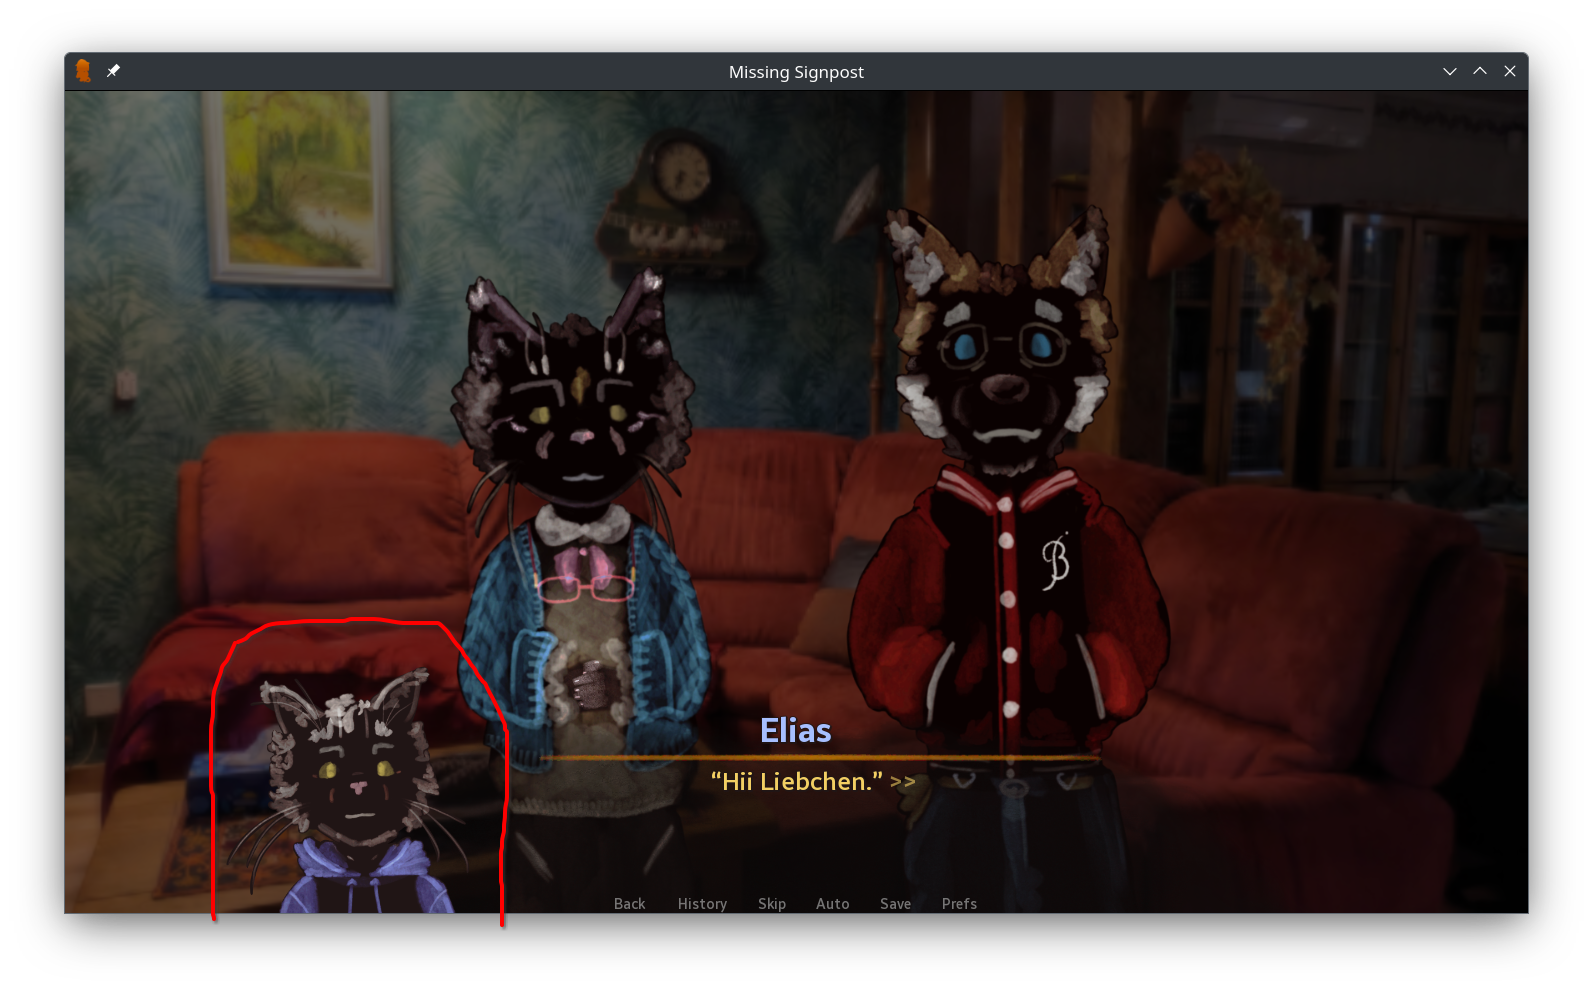 Missing Signpost
B
Elias
“Hii Liebchen.” >>
Back History Skip Auto Save Prefs